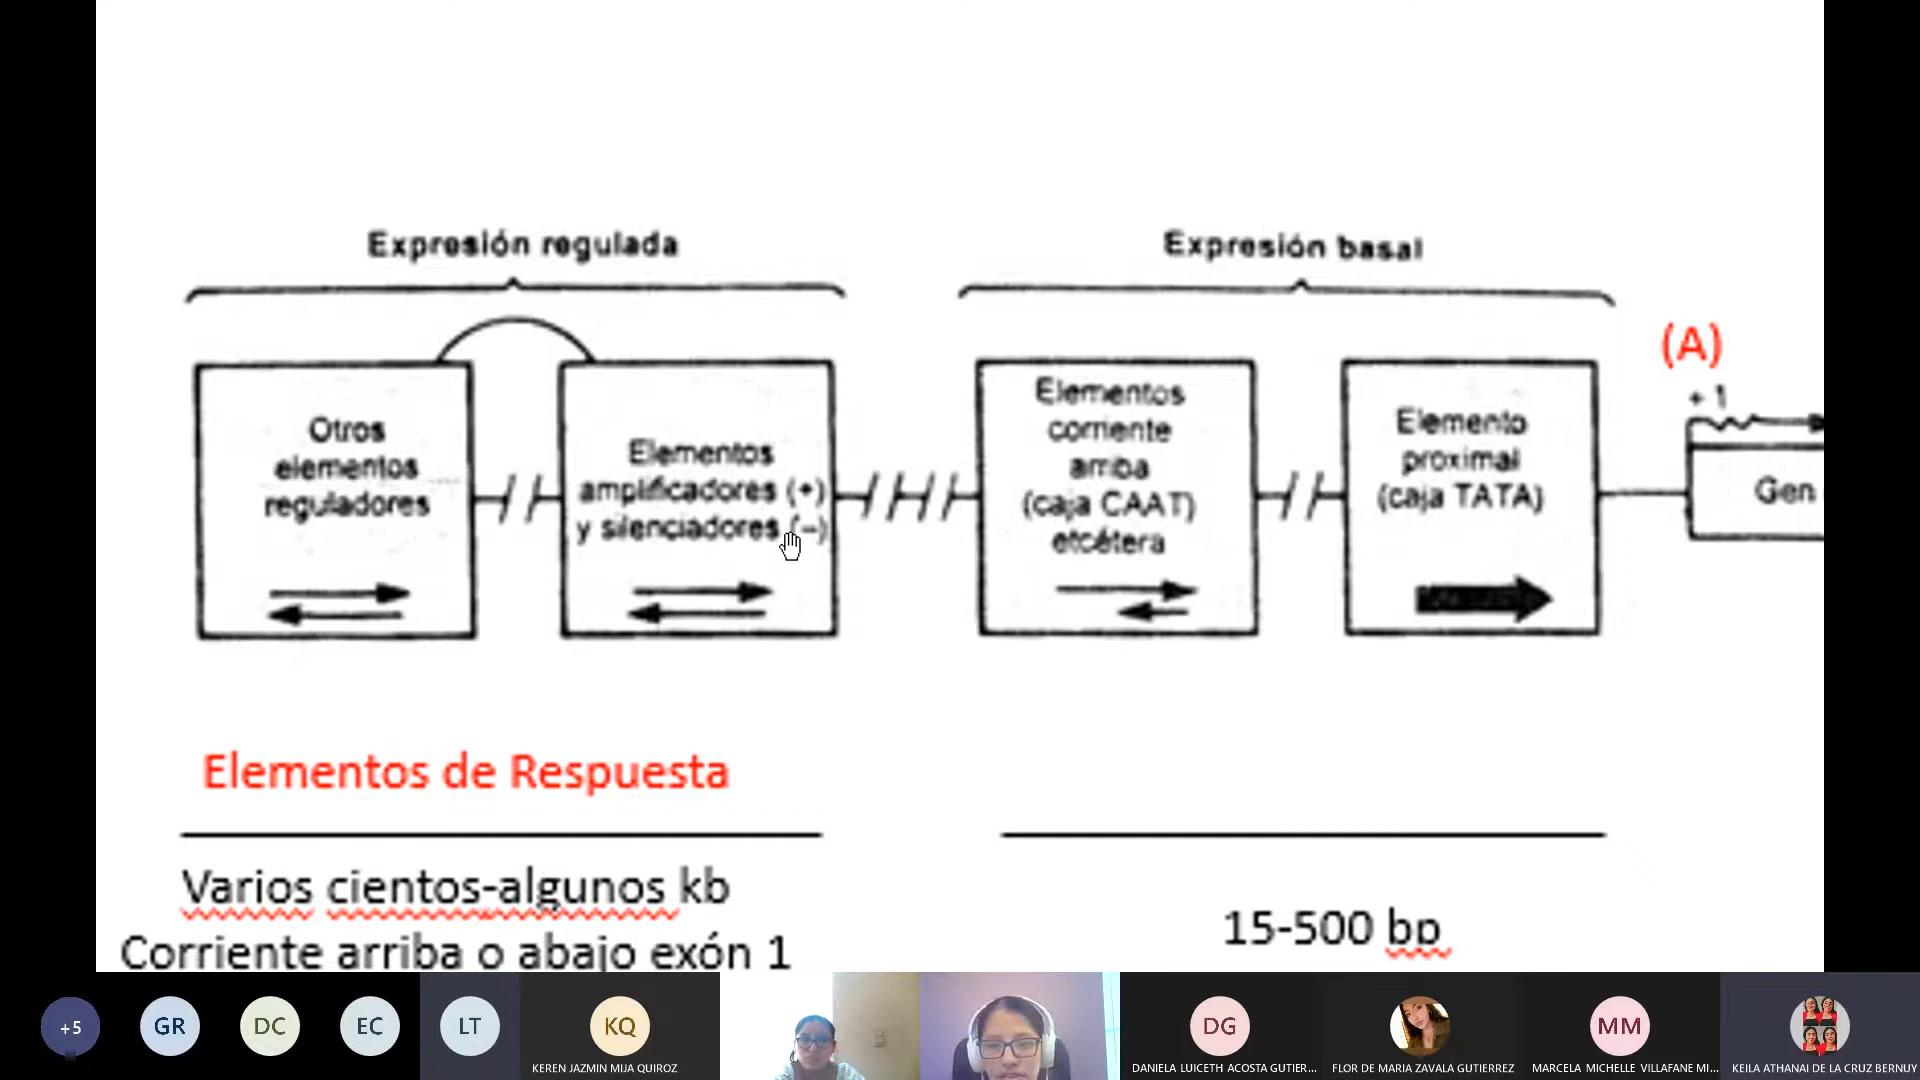 Expresión regulada
Expresión basal
(A)
+ 1
Otros
elementos
reguladores
Elementos
amplificadores (+)
y silenciadores (–)
Elementos
corriente
arriba
(caja CAAT)
etcétera
Elemento
proximal
(caja TATA)
Gen
Elementos de Respuesta
Varios cientos-algunos kb
Corriente arriba o abajo exón 1
15-500 bp
+5
GR
DC
EC
LT
KQ
KEREN JAZMIN MIJA QUIROZ
DG
DANIELA LUICETH ACOSTA GUTIER...
FLOR DE MARIA ZAVALA GUTIERREZ
MM
MARCELA MICHELLE VILLAFANE MI...
KEILA ATHANAI DE LA CRUZ BERNUY